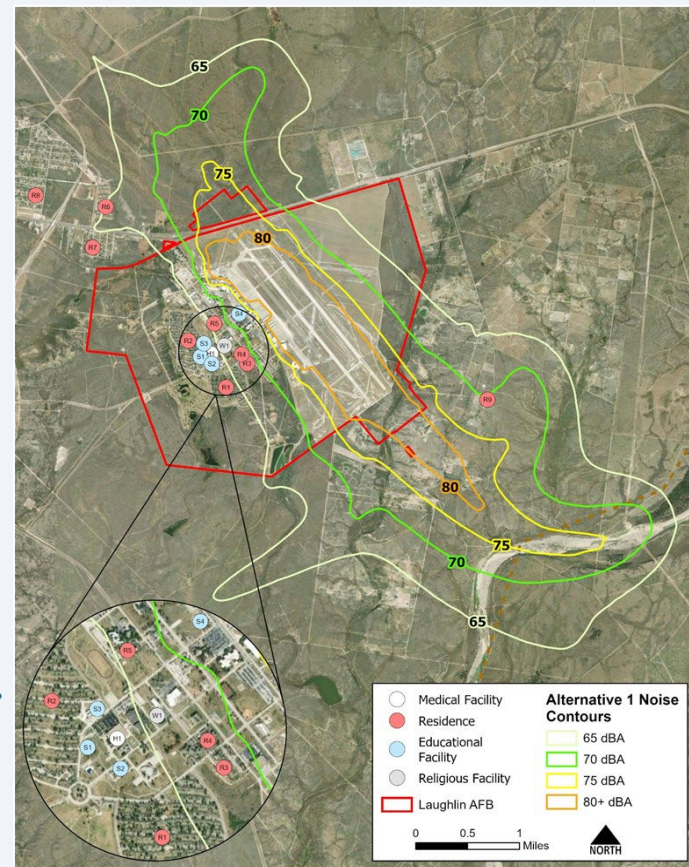 65
70
75
80
R8
R6
R7
S4
R5
R2
S3
W1
H1
S1
S2
R4
R3
R1
R9
80
75
70
65
S4
R5
R2
S3
W1
H1
S1
S2
R4
R3
R1
Medical Facility
Residence
Educational
Facility
Religious Facility
Laughlin AFB
Alternative 1 Noise
Contours
65 dBA
70 dBA
75 dBA
80+ dBA
0 0.5 1
Miles
NORTH